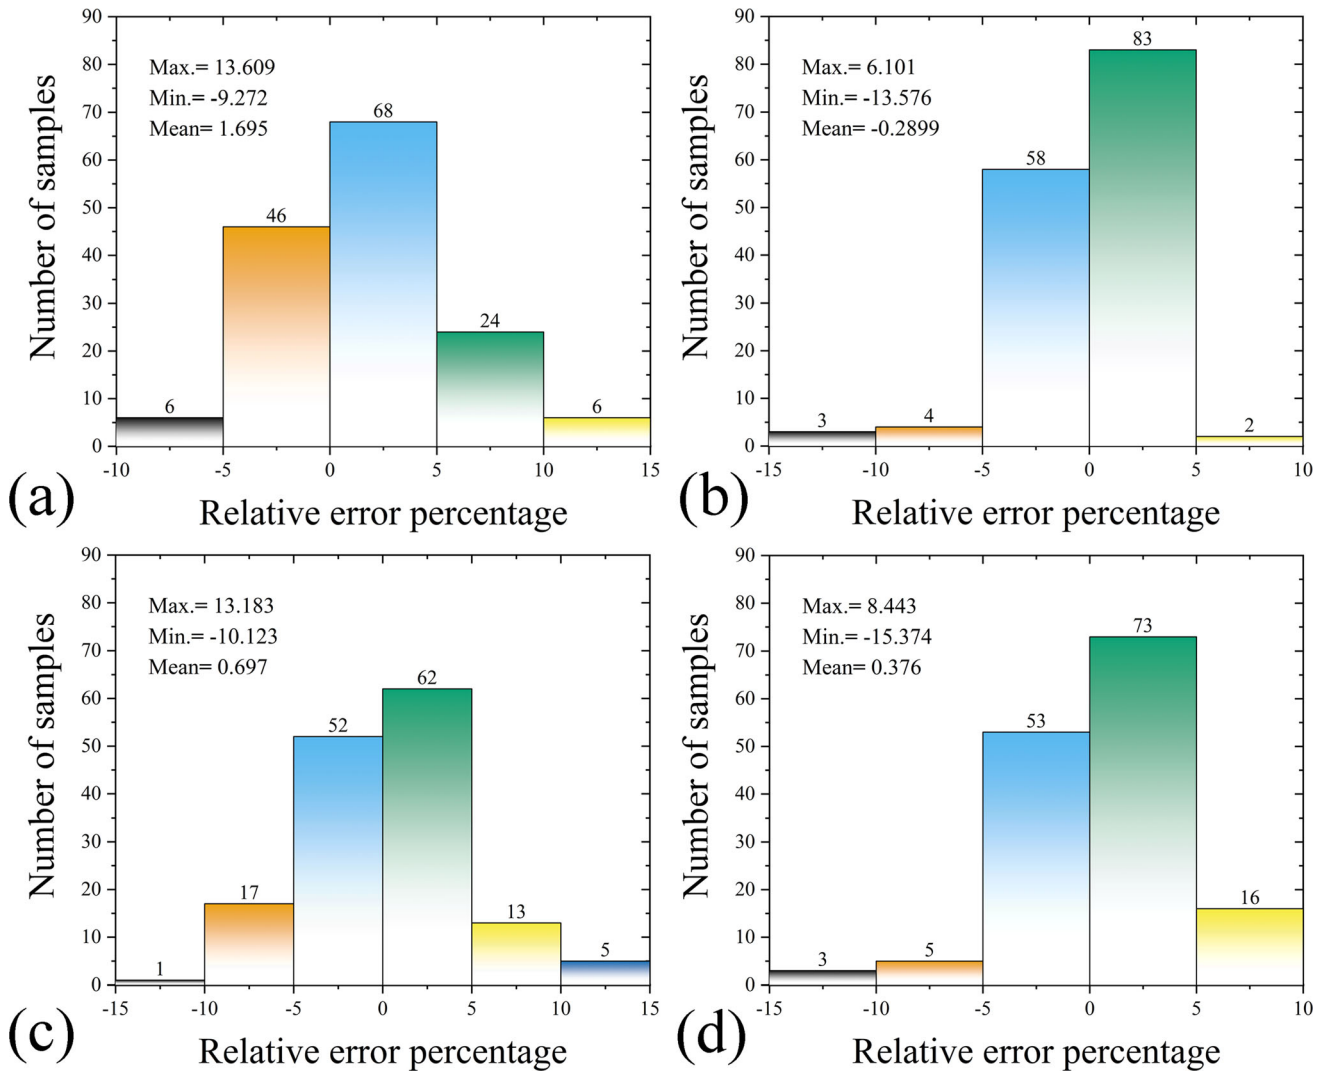 90
80
70
60
50
40
30
20
10
0
Number of samples
Max.= 13.609
Min.= -9.272
Mean= 1.695
6
46
68
24
6
-10 -5 0 5 10 15
Relative error percentage
(a)
90
80
70
60
50
40
30
20
10
0
Number of samples
Max.= 6.101
Min.= -13.576
Mean= -0.2899
3
4
58
83
2
-15 -10 -5 0 5 10
Relative error percentage
(b)
90
80
70
60
50
40
30
20
10
0
Number of samples
Max.= 13.183
Min.= -10.123
Mean= 0.697
1
17
52
62
13
5
-15 -10 -5 0 5 10 15
Relative error percentage
(c)
90
80
70
60
50
40
30
20
10
0
Number of samples
Max.= 8.443
Min.= -15.374
Mean= 0.376
3
5
53
73
16
-15 -10 -5 0 5 10
Relative error percentage
(d)